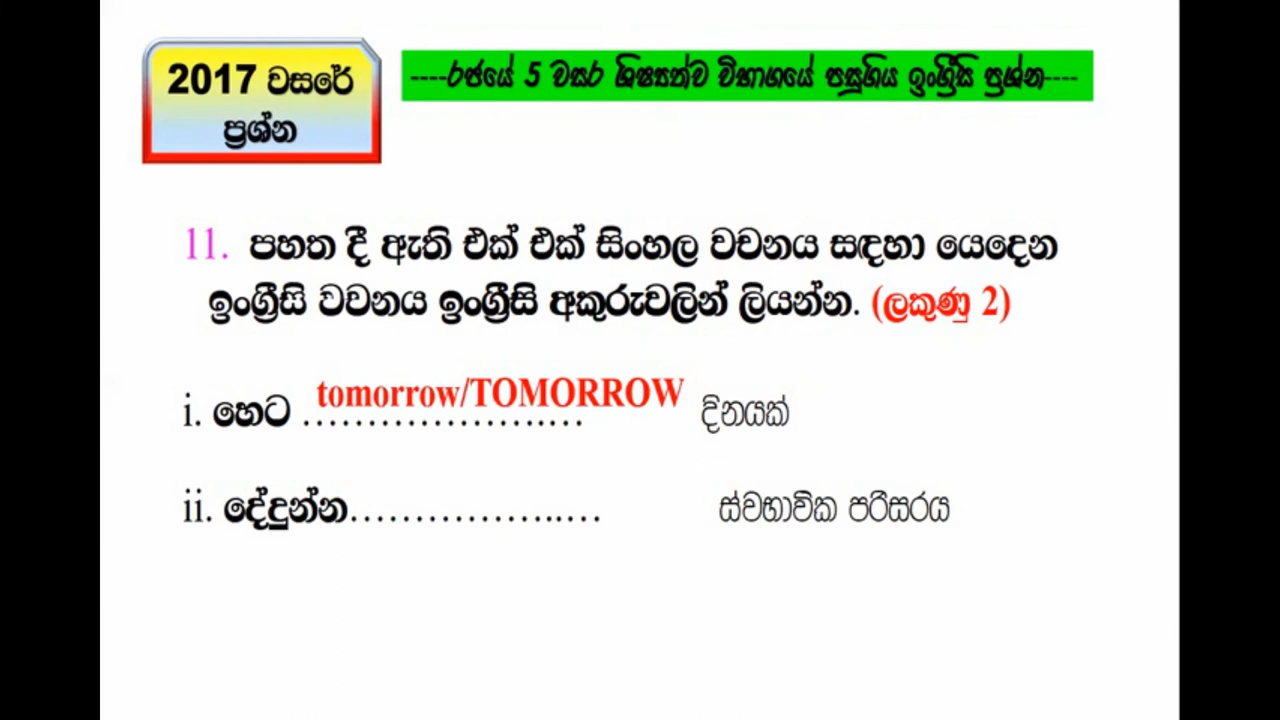 2017 වසරේ
ප්‍රශ්න
----රජයේ 5 වසර ශිෂ්‍යත්ව විභාගයේ පසුගිය ඉංග්‍රීසි ප්‍රශ්න----
11. පහත දී ඇති එක් එක් සිංහල වචනය සඳහා යෙදෙන
ඉංග්‍රීසි වචනය ඉංග්‍රීසි අකුරුවලින් ලියන්න. (ලකුණු 2)
i. හෙට ………………….… tomorrow/TOMORROW දිනයක්
ii. දේදුන්න……………..… ස්වභාවික පරිසරය